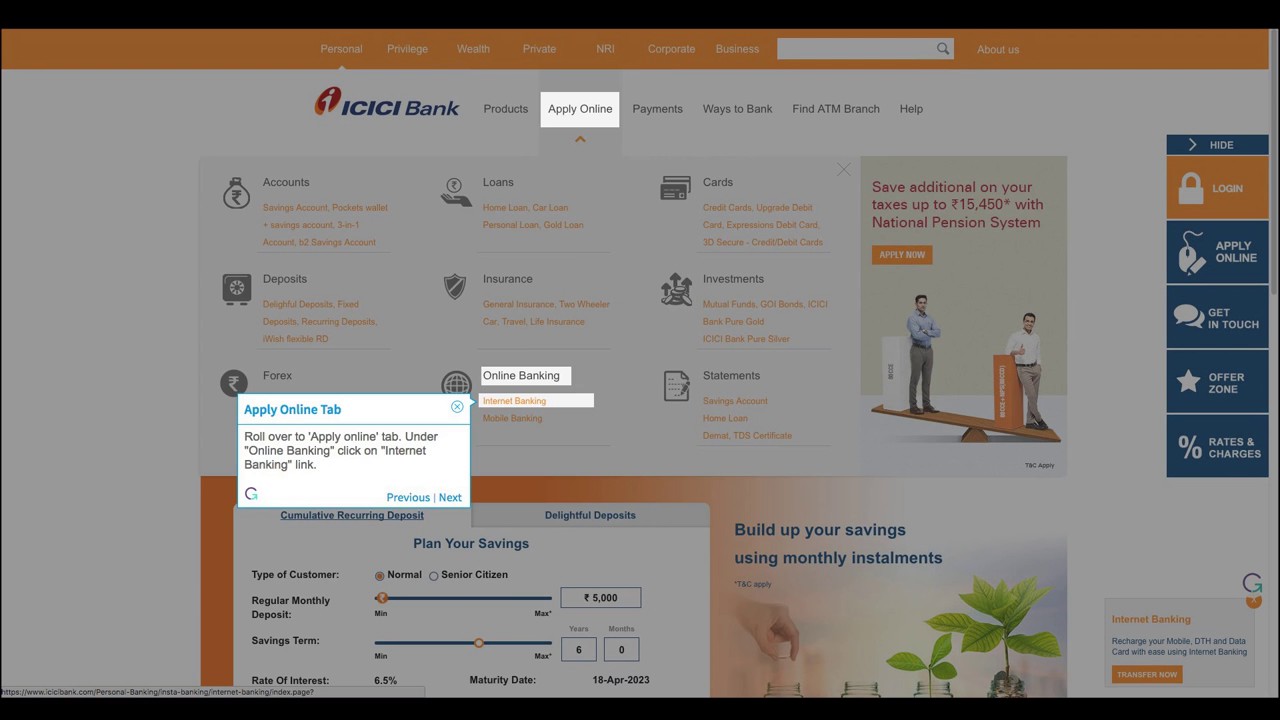 Personal Privilege Wealth Private NRI Corporate Business About us
ICICI Bank Products Apply Online Payments Ways to Bank Find ATM Branch Help
HIDE
LOGIN
APPLY
ONLINE
GET
IN TOUCH
OFFER
ZONE
RATES &
CHARGES
Accounts
Savings Account, Pockets wallet
+ savings account, 3-in-1
Account, b2 Savings Account
Loans
Home Loan, Car Loan
Personal Loan, Gold Loan
Cards
Credit Cards, Upgrade Debit
Card, Expressions Debit Card,
3D Secure - Credit/Debit Cards
Deposits
Delighful Deposits, Fixed
Deposits, Recurring Deposits,
iWish flexible RD
Insurance
General Insurance, Two Wheeler
Car, Travel, Life Insurance
Investments
Mutual Funds, GOI Bonds, ICICI
Bank Pure Gold
ICICI Bank Pure Silver
Forex
Online Banking
Internet Banking
Mobile Banking
Statements
Savings Account
Home Loan
Demat, TDS Certificate
Save additional on your
taxes up to ₹15,450* with
National Pension System
APPLY NOW
80CCE
T&C Apply
Apply Online Tab
Roll over to 'Apply online' tab. Under
"Online Banking" click on "Internet
Banking" link.
Previous | Next
Cumulative Recurring Deposit Delightful Deposits
Plan Your Savings
Type of Customer: Normal Senior Citizen
Regular Monthly
Deposit:
₹ 5,000
Min Max*
Savings Term:
Years Months
6 0
Min Max*
Rate Of Interest: 6.5% Maturity Date: 18-Apr-2023
Build up your savings
using monthly instalments
*T&C apply
Internet Banking
Recharge your Mobile, DTH and Data
Card with ease using Internet Banking
TRANSFER NOW
https://www.icicibank.com/Personal-Banking/insta-banking/internet-banking/index.page?